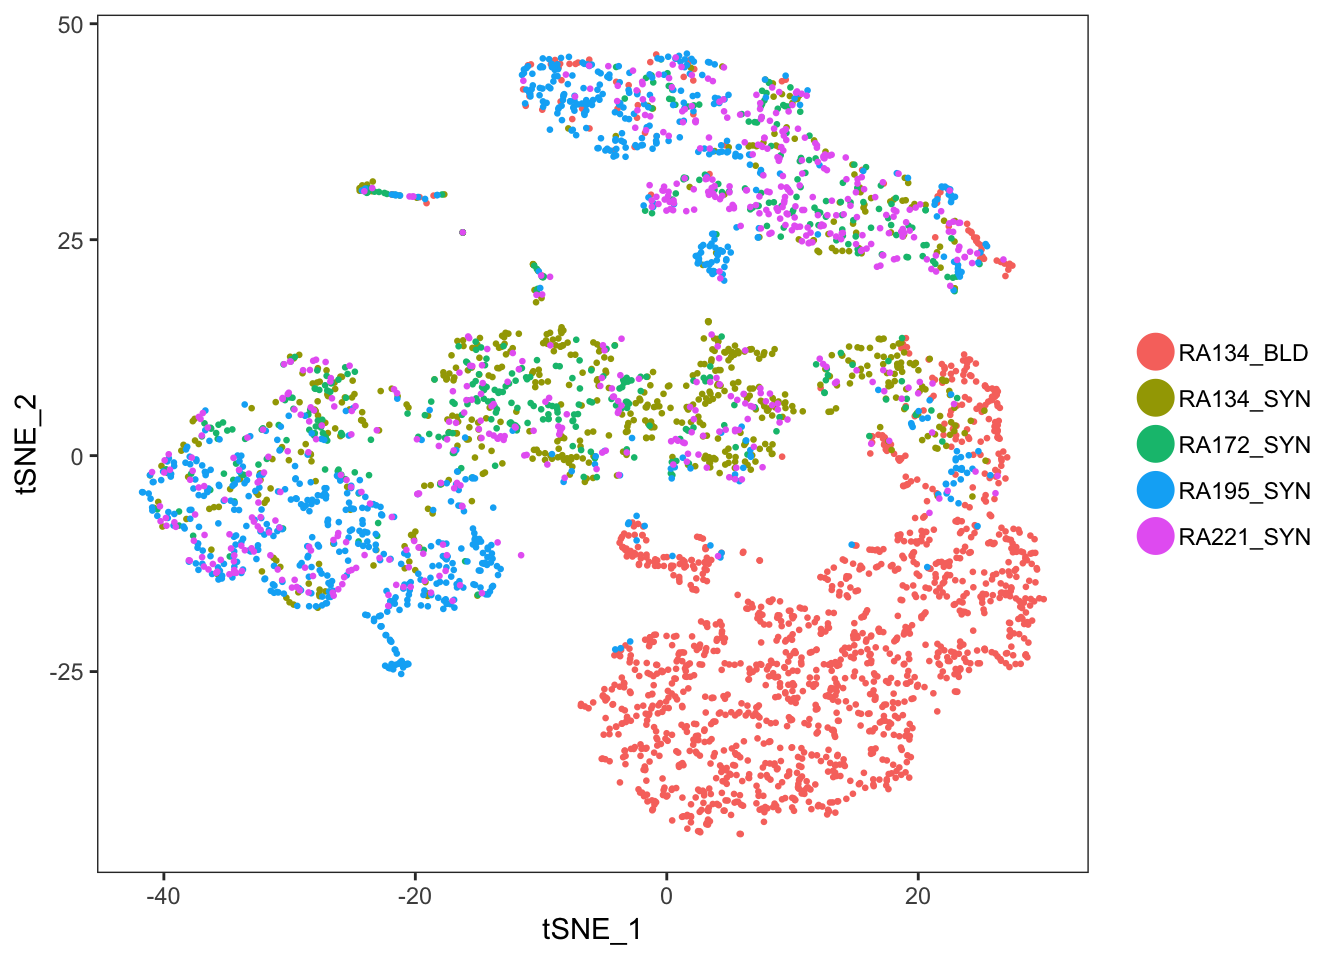 50
25
0
-25
-40
-20
0
20
tSNE_1
tSNE_2
RA134_BLD
RA134_SYN
RA172_SYN
RA195_SYN
RA221_SYN